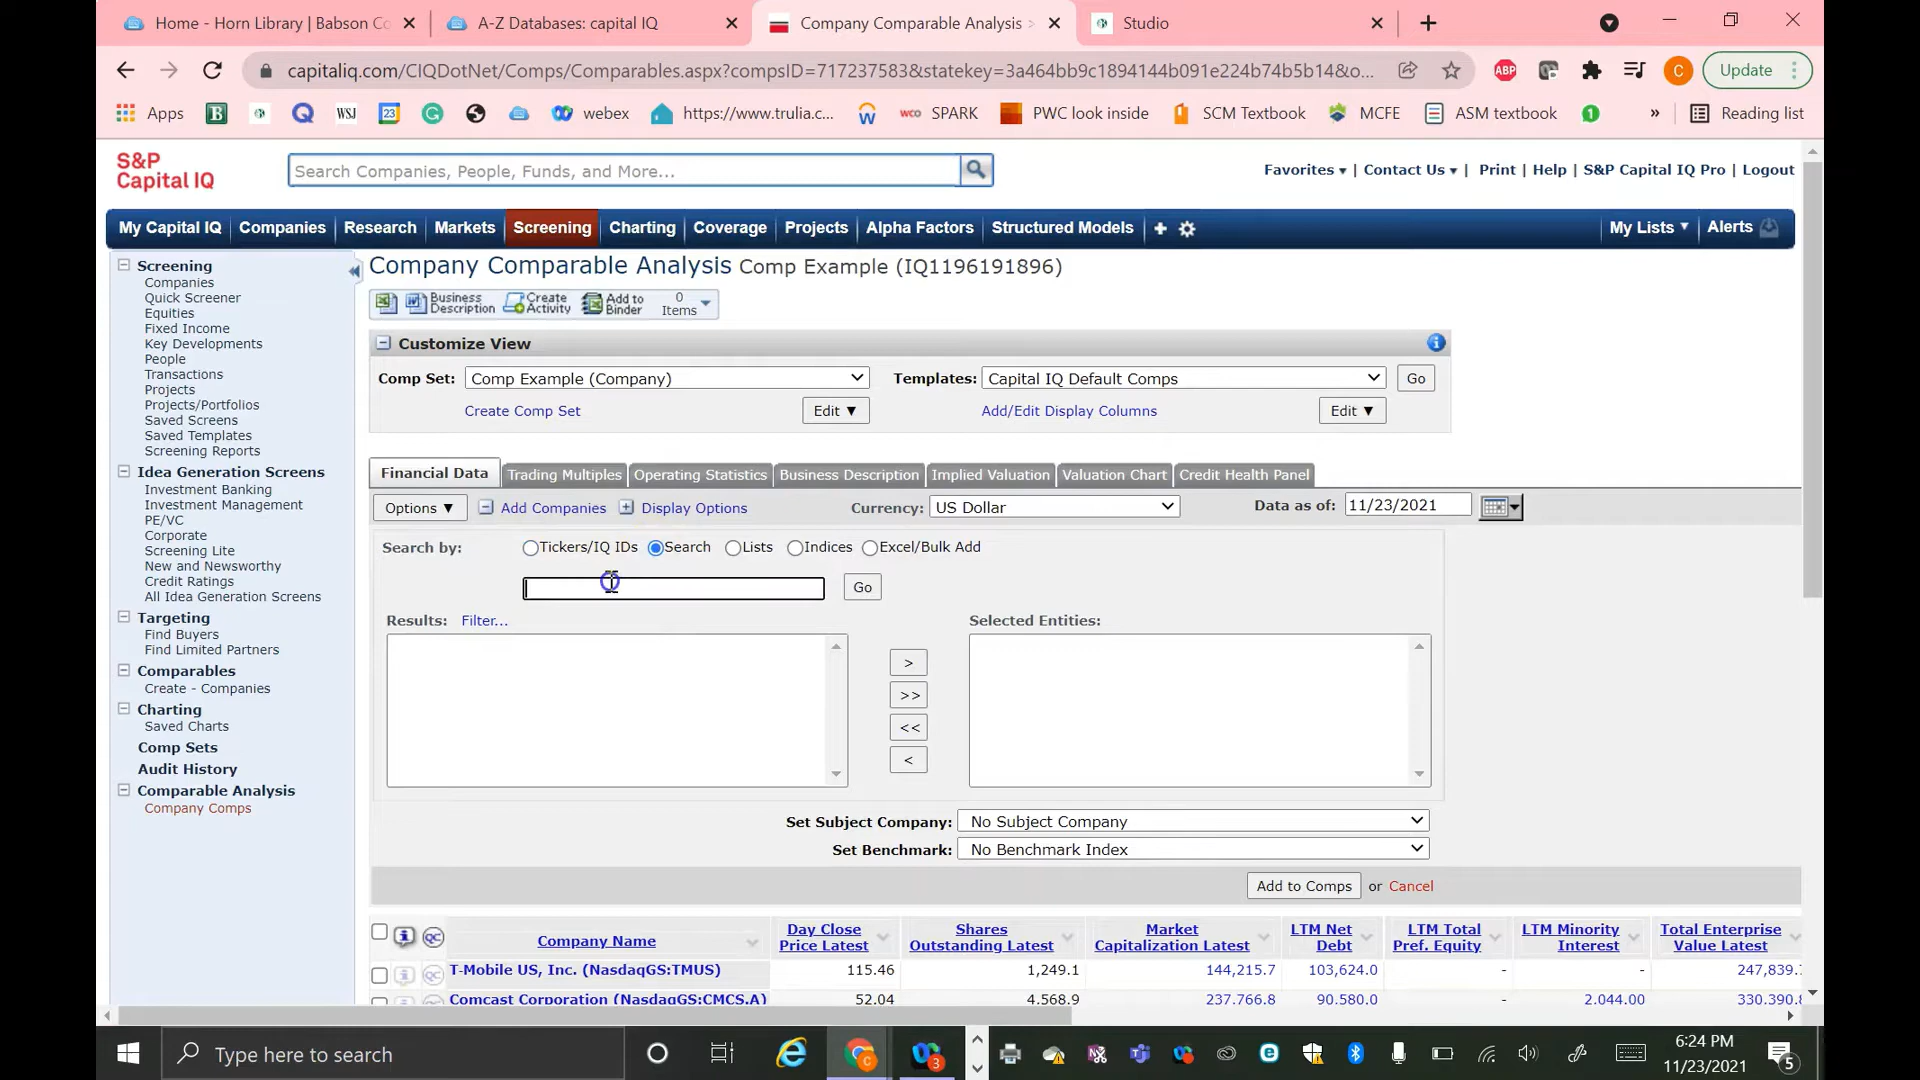 Home - Horn Library | Babson Co
A-Z Databases: capital IQ
Company Comparable Analysis >
Studio
capitaliq.com/CIQDotNet/Comps/Comparables.aspx?compsID=717237583&statekey=3a464bb9c1894144b091e224b74b5b14&o...
ABP
C
Update
Apps
B
Q
WSJ
23
G
webex
https://www.trulia.c...
wco SPARK
PWC look inside
SCM Textbook
MCFE
ASM textbook
1
»
Reading list
S&P
Capital IQ
Search Companies, People, Funds, and More...
Favorites | Contact Us | Print | Help | S&P Capital IQ Pro | Logout
My Capital IQ | Companies | Research | Markets | Screening | Charting | Coverage | Projects | Alpha Factors | Structured Models
My Lists | Alerts
Screening
Companies
Quick Screener
Equities
Fixed Income
Key Developments
People
Transactions
Projects
Projects/Portfolios
Saved Screens
Saved Templates
Screening Reports
Idea Generation Screens
Investment Banking
Investment Management
PE/VC
Corporate
Screening Lite
New and Newsworthy
Credit Ratings
All Idea Generation Screens
Targeting
Find Buyers
Find Limited Partners
Comparables
Create - Companies
Charting
Saved Charts
Comp Sets
Audit History
Comparable Analysis
Company Comps
Company Comparable Analysis Comp Example (IQ1196191896)
Business Description
Create Activity
Add to Binder
0 Items
Customize View
Comp Set: Comp Example (Company)
Templates: Capital IQ Default Comps
Go
Create Comp Set
Edit ▼
Add/Edit Display Columns
Edit ▼
Financial Data
Trading Multiples
Operating Statistics
Business Description
Implied Valuation
Valuation Chart
Credit Health Panel
Options ▼
Add Companies
Display Options
Currency: US Dollar
Data as of: 11/23/2021
Search by: Tickers/IQ IDs Search Lists Indices Excel/Bulk Add
Go
Results: Filter...
Selected Entities:
>
>>
<<
<
Set Subject Company: No Subject Company
Set Benchmark: No Benchmark Index
Add to Comps or Cancel
Company Name
Day Close Price Latest
Shares Outstanding Latest
Market Capitalization Latest
LTM Net Debt
LTM Total Pref. Equity
LTM Minority Interest
Total Enterprise Value Latest
T-Mobile US, Inc. (NasdaqGS:TMUS) 115.46 1,249.1 144,215.7 103,624.0 - - 247,839.
Comcast Corporation (NasdaqGS:CMCS.A) 52.04 4,568.9 237,766.8 90,580.0 - 2,044.00 330,390.8
Type here to search
3
6:24 PM
11/23/2021
5